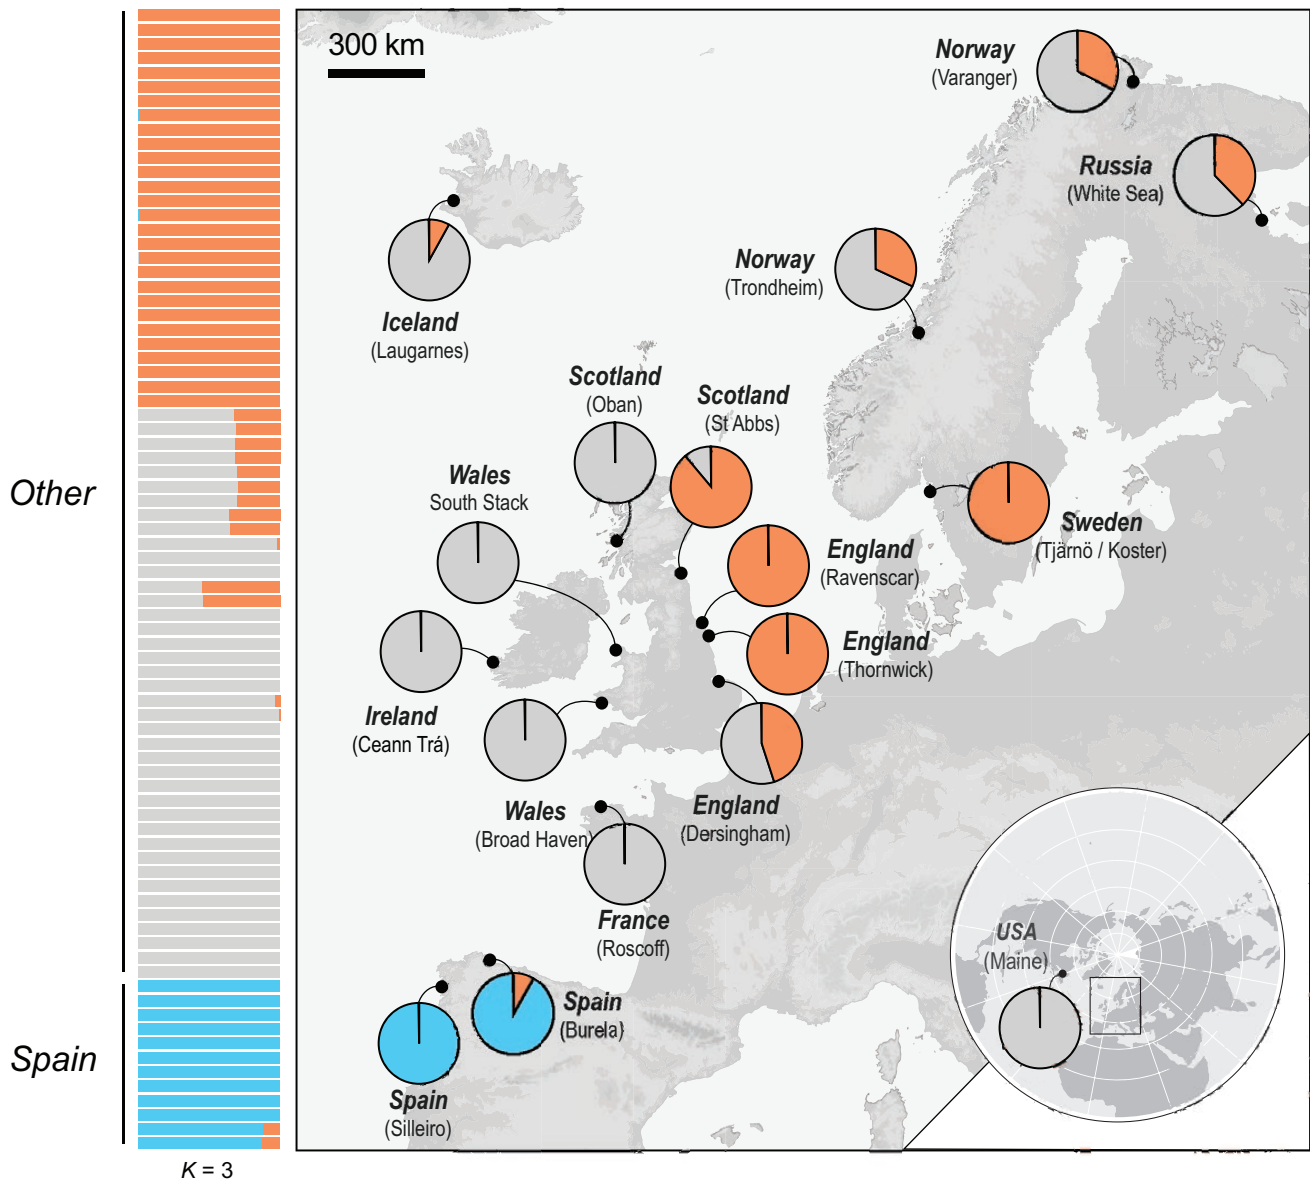 300 km
Norway
(Varanger)
Russia
(White Sea)
Norway
(Trondheim)
Iceland
(Laugarnes)
Scotland
(Oban)
Scotland
(St Abbs)
Wales
South Stack
Other
Sweden
(Tjärnö / Koster)
England
(Ravenscar)
England
(Thornwick)
Ireland
(Ceann Trá)
Wales
(Broad Haven)
England
(Dersingham)
France
(Roscoff)
USA
(Maine)
Spain
(Burela)
Spain
Spain
(Silleiro)
K = 3